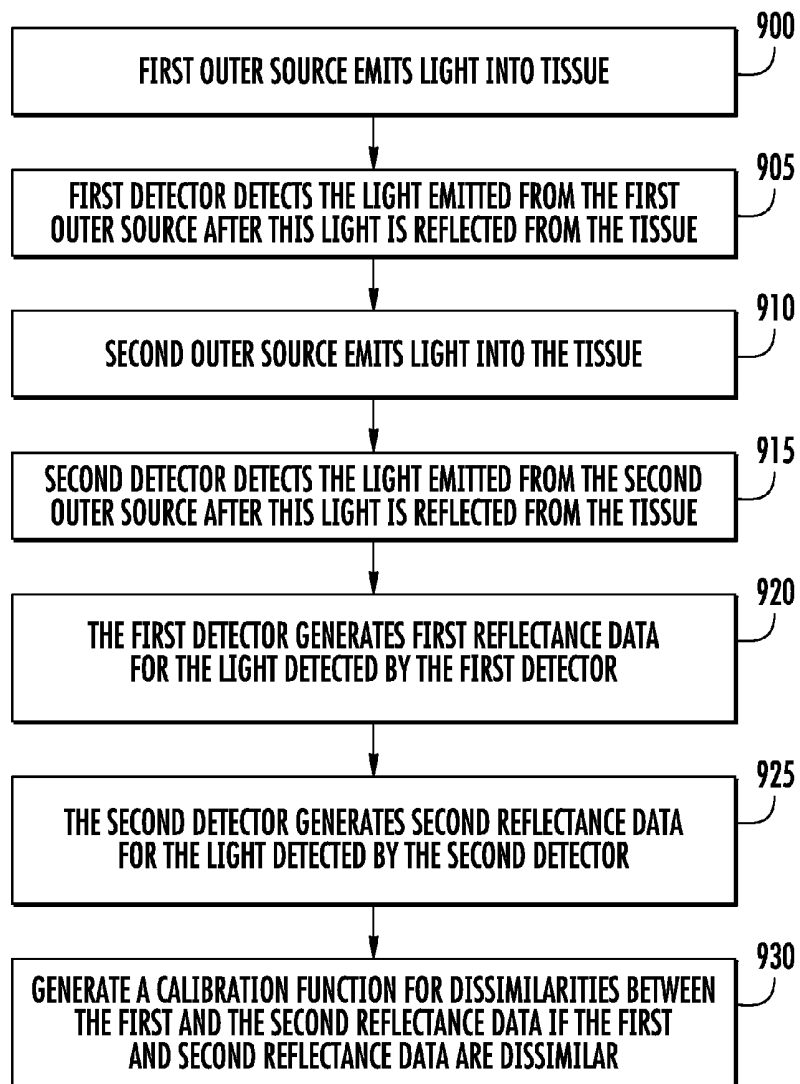 900
FIRST OUTER SOURCE EMITS LIGHT INTO TISSUE
905
FIRST DETECTOR DETECTS THE LIGHT EMITTED FROM THE FIRST
OUTER SOURCE AFTER THIS LIGHT IS REFLECTED FROM THE TISSUE
910
SECOND OUTER SOURCE EMITS LIGHT INTO THE TISSUE
915
SECOND DETECTOR DETECTS THE LIGHT EMITTED FROM THE SECOND
OUTER SOURCE AFTER THIS LIGHT IS REFLECTED FROM THE TISSUE
920
THE FIRST DETECTOR GENERATES FIRST REFLECTANCE DATA
FOR THE LIGHT DETECTED BY THE FIRST DETECTOR
925
THE SECOND DETECTOR GENERATES SECOND REFLECTANCE DATA
FOR THE LIGHT DETECTED BY THE SECOND DETECTOR
930
GENERATE A CALIBRATION FUNCTION FOR DISSIMILARITIES BETWEEN
THE FIRST AND THE SECOND REFLECTANCE DATA IF THE FIRST
AND SECOND REFLECTANCE DATA ARE DISSIMILAR